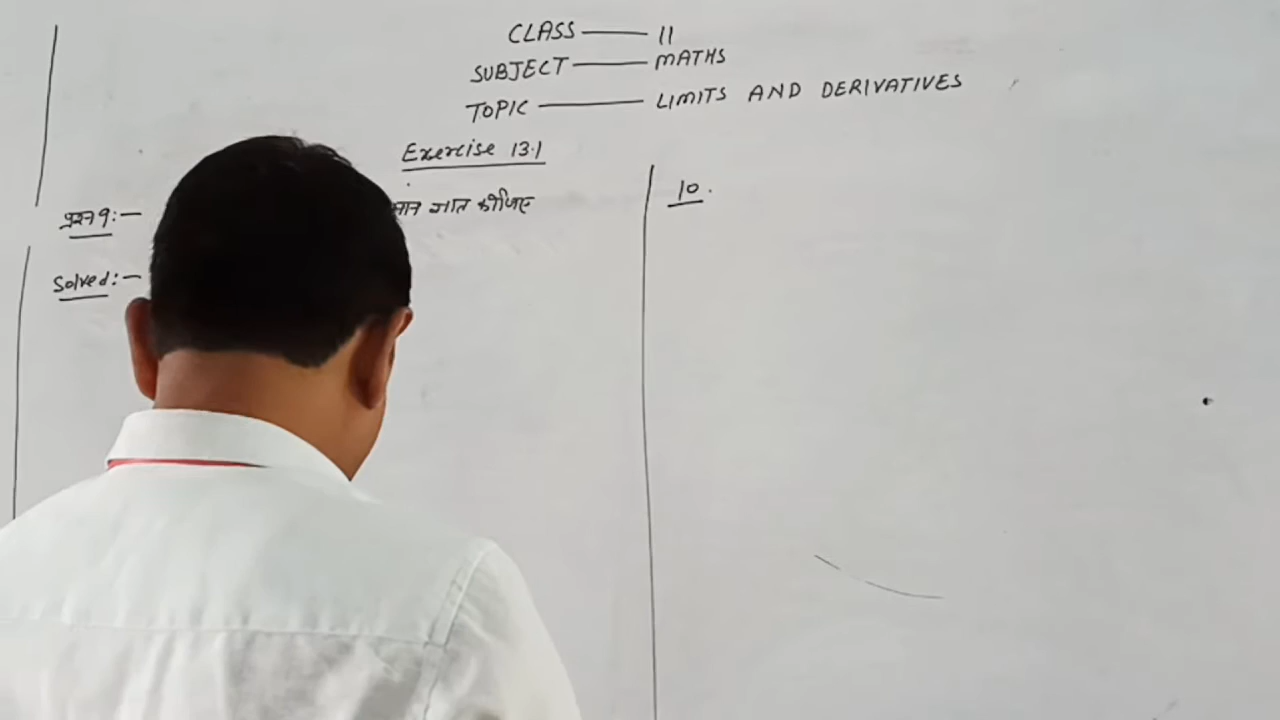 CLASS — 11
SUBJECT — MATHS
TOPIC — LIMITS AND DERIVATIVES
Exercise 13.1
प्रश्न 9:—
मान ज्ञात कीजिए
Solved:—
10.